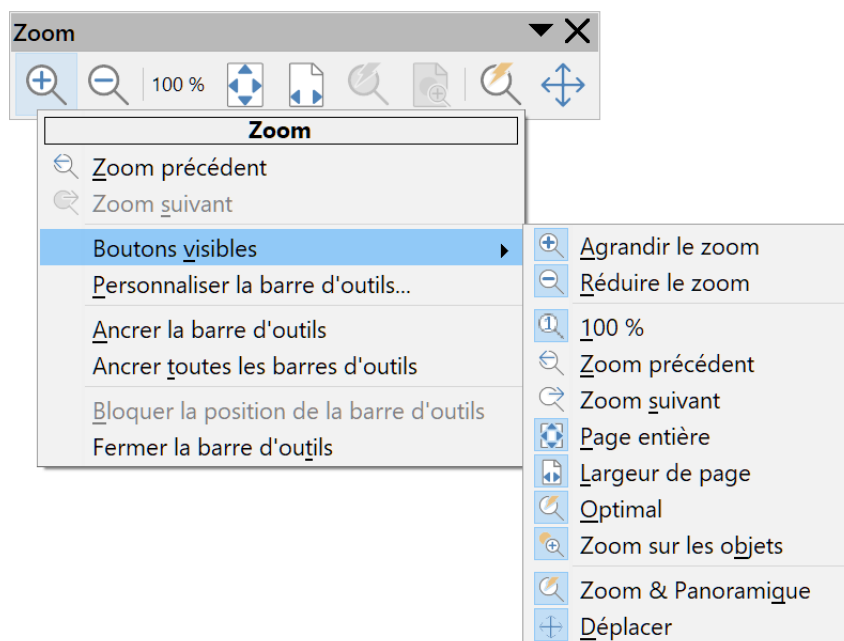 Zoom
100 %
Zoom
Zoom précédent
Zoom suivant
Boutons visibles
Personnaliser la barre d'outils...
Ancrer la barre d'outils
Ancrer toutes les barres d'outils
Bloquer la position de la barre d'outils
Fermer la barre d'outils
Agrandir le zoom
Réduire le zoom
100 %
Zoom précédent
Zoom suivant
Page entière
Largeur de page
Optimal
Zoom sur les objets
Zoom & Panoramique
Déplacer